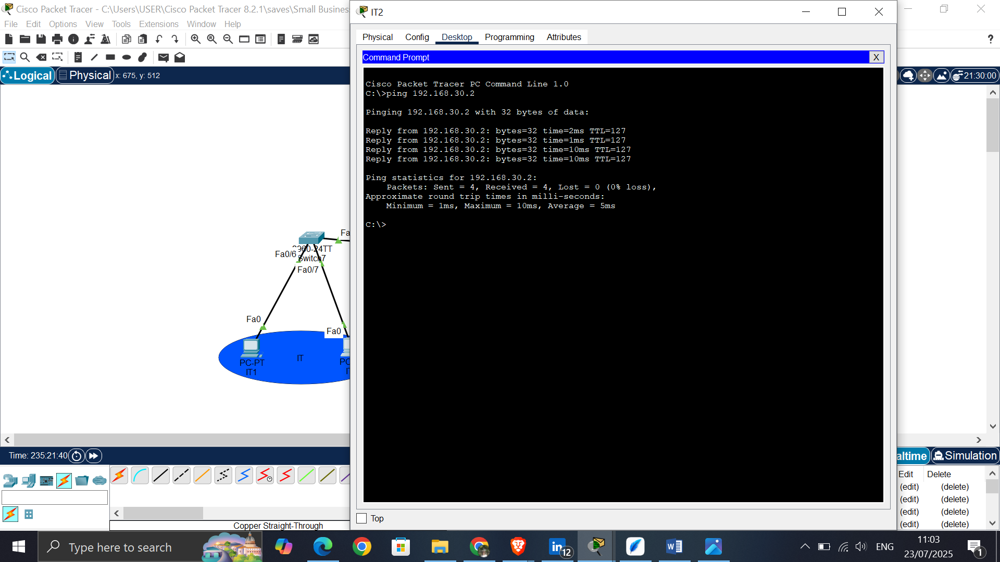 Cisco Packet Tracer - C:\Users\USER\Cisco Packet Tracer 8.2.1\saves\Small Business
File Edit Options View Tools Extensions Window Help
Logical
Physical
x: 675, y: 512
21:30:00
IT2
Physical Config Desktop Programming Attributes
Command Prompt
X
Cisco Packet Tracer PC Command Line 1.0
C:\>ping 192.168.30.2
Pinging 192.168.30.2 with 32 bytes of data:
Reply from 192.168.30.2: bytes=32 time=2ms TTL=127
Reply from 192.168.30.2: bytes=32 time=1ms TTL=127
Reply from 192.168.30.2: bytes=32 time=10ms TTL=127
Reply from 192.168.30.2: bytes=32 time=10ms TTL=127
Ping statistics for 192.168.30.2:
Packets: Sent = 4, Received = 4, Lost = 0 (0% loss),
Approximate round trip times in milli-seconds:
Minimum = 1ms, Maximum = 10ms, Average = 5ms
C:\>
Top
Fa
960-24TT
Fa0/6
Switch7
Fa0/7
Fa0
Fa0
PC-PT
IT1
IT
PC
Time: 235:21:40
altime
Simulation
Edit Delete
(edit) (delete)
(edit) (delete)
(edit) (delete)
(edit) (delete)
Copper Straight-Through
Type here to search
12
ENG
11:03
23/07/2025
1